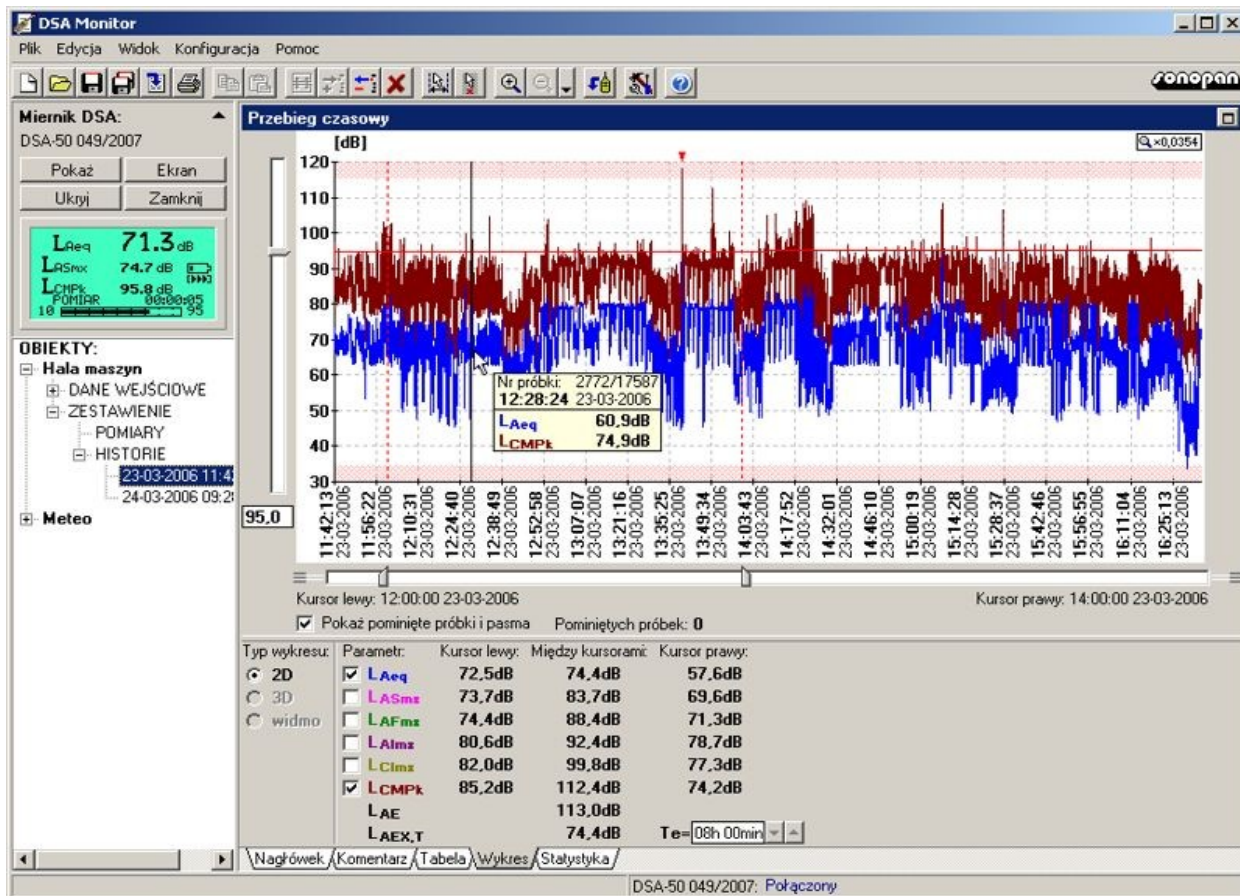 DSA Monitor
Plik Edycja Widok Konfiguracja Pomoc
sonopan
Miernik DSA:
DSA-50 049/2007
Pokaż Ekran
Ukryj Zamknij
LAeq 71.3 dB
LASmx 74.7 dB
LCMPk 95.8 dB
POMIAR 00:00:05
10 95
OBIEKTY:
Hala maszyn
DANE WEJŚCIOWE
ZESTAWIENIE
POMIARY
HISTORIE
23-03-2006 11:4
24-03-2006 09:2
Meteo
Przebieg czasowy
[dB]
×0,0354
120
110
100
90
80
70
60
50
40
30
95,0
Nr próbki: 2772/17587
12:28:24 23-03-2006
LAeq 60,9dB
LCMPk 74,9dB
11:42:13 23-03-2006
11:56:22 23-03-2006
12:10:31 23-03-2006
12:24:40 23-03-2006
12:38:49 23-03-2006
12:52:58 23-03-2006
13:07:07 23-03-2006
13:21:16 23-03-2006
13:35:25 23-03-2006
13:49:34 23-03-2006
14:03:43 23-03-2006
14:17:52 23-03-2006
14:32:01 23-03-2006
14:46:10 23-03-2006
15:00:19 23-03-2006
15:14:28 23-03-2006
15:28:37 23-03-2006
15:42:46 23-03-2006
15:56:55 23-03-2006
16:11:04 23-03-2006
16:25:13 23-03-2006
Kursor lewy: 12:00:00 23-03-2006 Kursor prawy: 14:00:00 23-03-2006
Pokaż pominięte próbki i pasma Pominiętych próbek: 0
Typ wykresu: Parametr: Kursor lewy: Między kursorami: Kursor prawy:
2D LAeq 72,5dB 74,4dB 57,6dB
3D LASmx 73,7dB 83,7dB 69,6dB
widmo LAFmx 74,4dB 88,4dB 71,3dB
LAImx 80,6dB 92,4dB 78,7dB
LCImx 82,0dB 99,8dB 77,3dB
LCMPk 85,2dB 112,4dB 74,2dB
LAE 113,0dB
LAEX,T 74,4dB Te= 08h 00min
Nagłówek Komentarz Tabela Wykres Statystyka
DSA-50 049/2007: Połączony